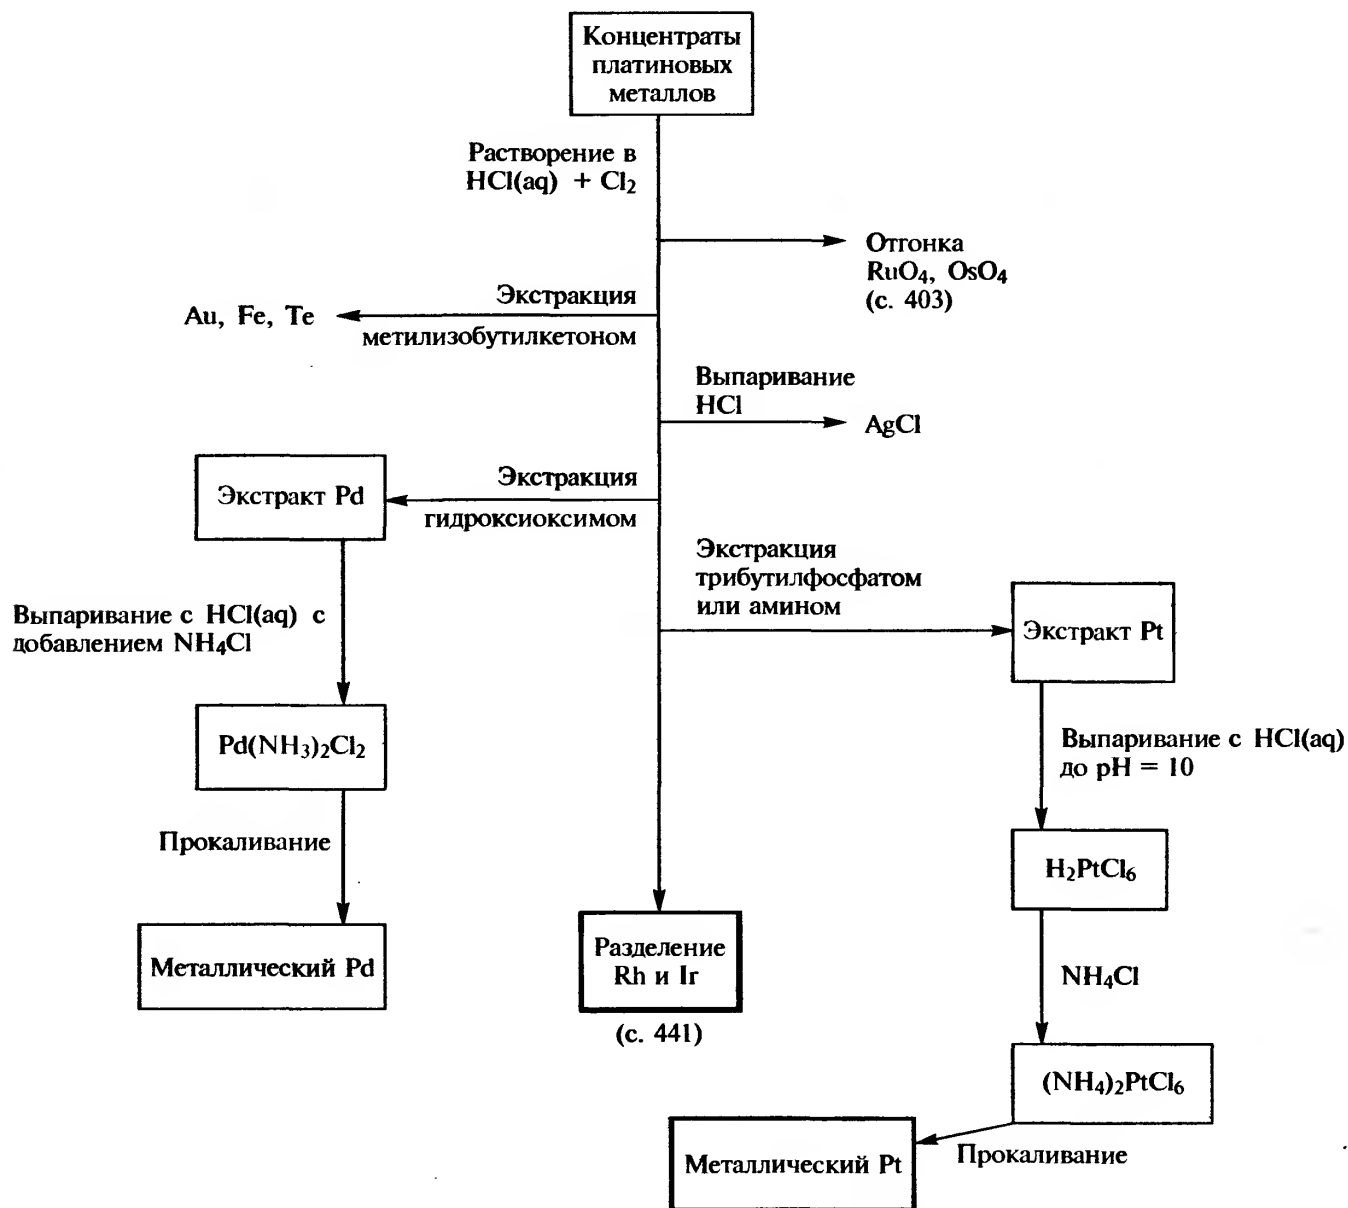 Концентраты
платиновых
металлов
Растворение в
HCl(aq) + Cl₂
Отгонка
RuO₄, OsO₄
(с. 403)
Экстракция
метилизобутилкетоном
Au, Fe, Te
Выпаривание
HCl
AgCl
Экстракция
гидроксиоксимом
Экстракт Pd
Экстракция
трибутилфосфатом
или амином
Экстракт Pt
Выпаривание с HCl(aq) с
добавлением NH₄Cl
Pd(NH₃)₂Cl₂
Выпаривание с HCl(aq)
до pH = 10
Прокаливание
H₂PtCl₆
Металлический Pd
Разделение
Rh и Ir
(с. 441)
NH₄Cl
(NH₄)₂PtCl₆
Прокаливание
Металлический Pt